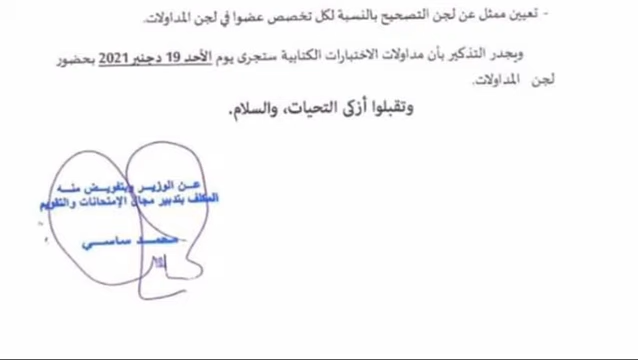 - تعيين ممثل عن لجن التصحيح بالنسبة لكل تخصص عضوا في لجن المداولات.
ويجدر التذكير بأن مداولات الاختبارات الكتابية ستجرى يوم الأحد 19 دجنبر 2021 بحضور
لجن المداولات.
وتقبلوا أزكى التحيات، والسلام.
عن الوزير وبتفويض منه
المكلف بتدبير مجال الإمتحانات والتقويم
محمد ساسي